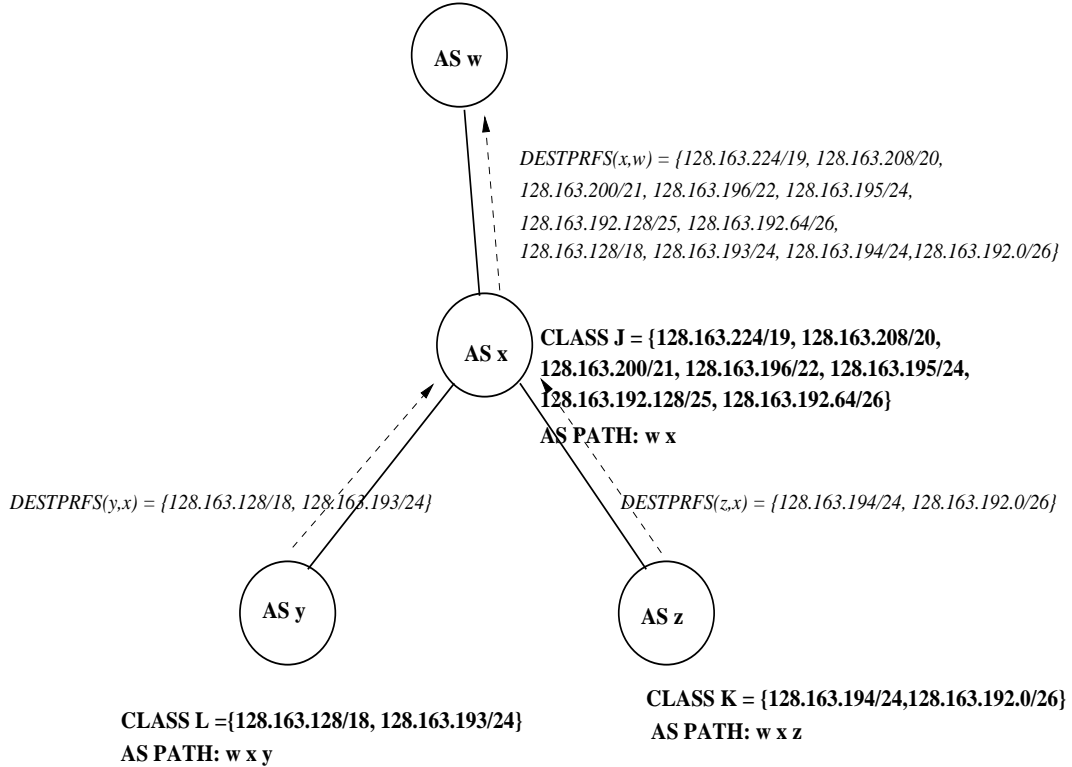 AS w
DESTPRFS(x,w) = {128.163.224/19, 128.163.208/20,
128.163.200/21, 128.163.196/22, 128.163.195/24,
128.163.192.128/25, 128.163.192.64/26,
128.163.128/18, 128.163.193/24, 128.163.194/24,128.163.192.0/26}
AS x
CLASS J = {128.163.224/19, 128.163.208/20,
128.163.200/21, 128.163.196/22, 128.163.195/24,
128.163.192.128/25, 128.163.192.64/26}
AS PATH: w x
DESTPRFS(y,x) = {128.163.128/18, 128.163.193/24}
DESTPRFS(z,x) = {128.163.194/24, 128.163.192.0/26}
AS y
AS z
CLASS L ={128.163.128/18, 128.163.193/24}
AS PATH: w x y
CLASS K = {128.163.194/24,128.163.192.0/26}
AS PATH: w x z